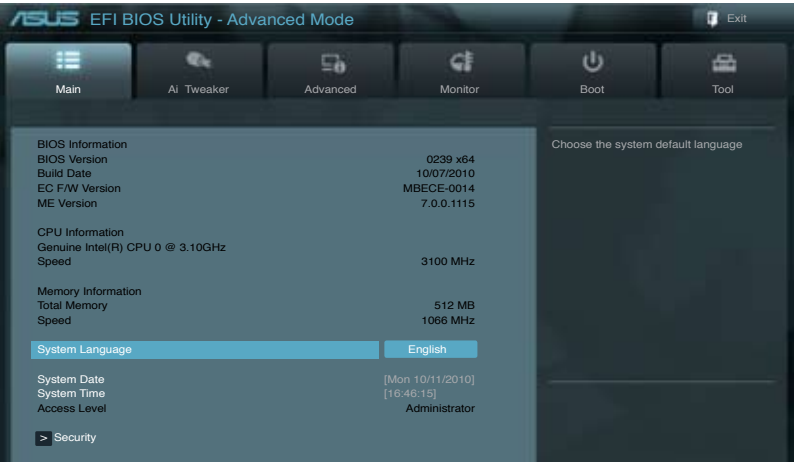 ASUS EFI BIOS Utility - Advanced Mode Exit
Main Ai Tweaker Advanced Monitor Boot Tool
Choose the system default language
BIOS Information
BIOS Version 0239 x64
Build Date 10/07/2010
EC F/W Version MBECE-0014
ME Version 7.0.0.1115
CPU Information
Genuine Intel(R) CPU 0 @ 3.10GHz
Speed 3100 MHz
Memory Information
Total Memory 512 MB
Speed 1066 MHz
System Language English
System Date [Mon 10/11/2010]
System Time [16:46:15]
Access Level Administrator
> Security